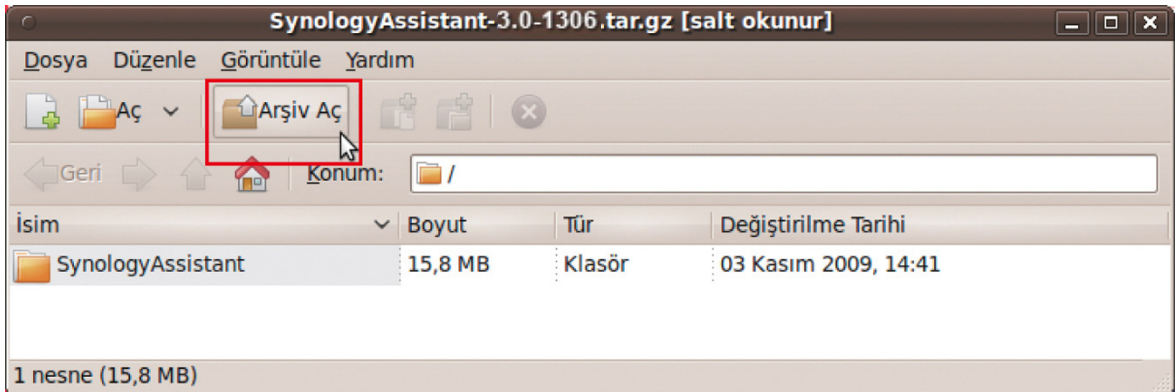 SynologyAssistant-3.0-1306.tar.gz [salt okunur]
Dosya Düzenle Görüntüle Yardım
Aç Arşiv Aç
Geri Konum: /
İsim Boyut Tür Değiştirilme Tarihi
SynologyAssistant 15,8 MB Klasör 03 Kasım 2009, 14:41
1 nesne (15,8 MB)